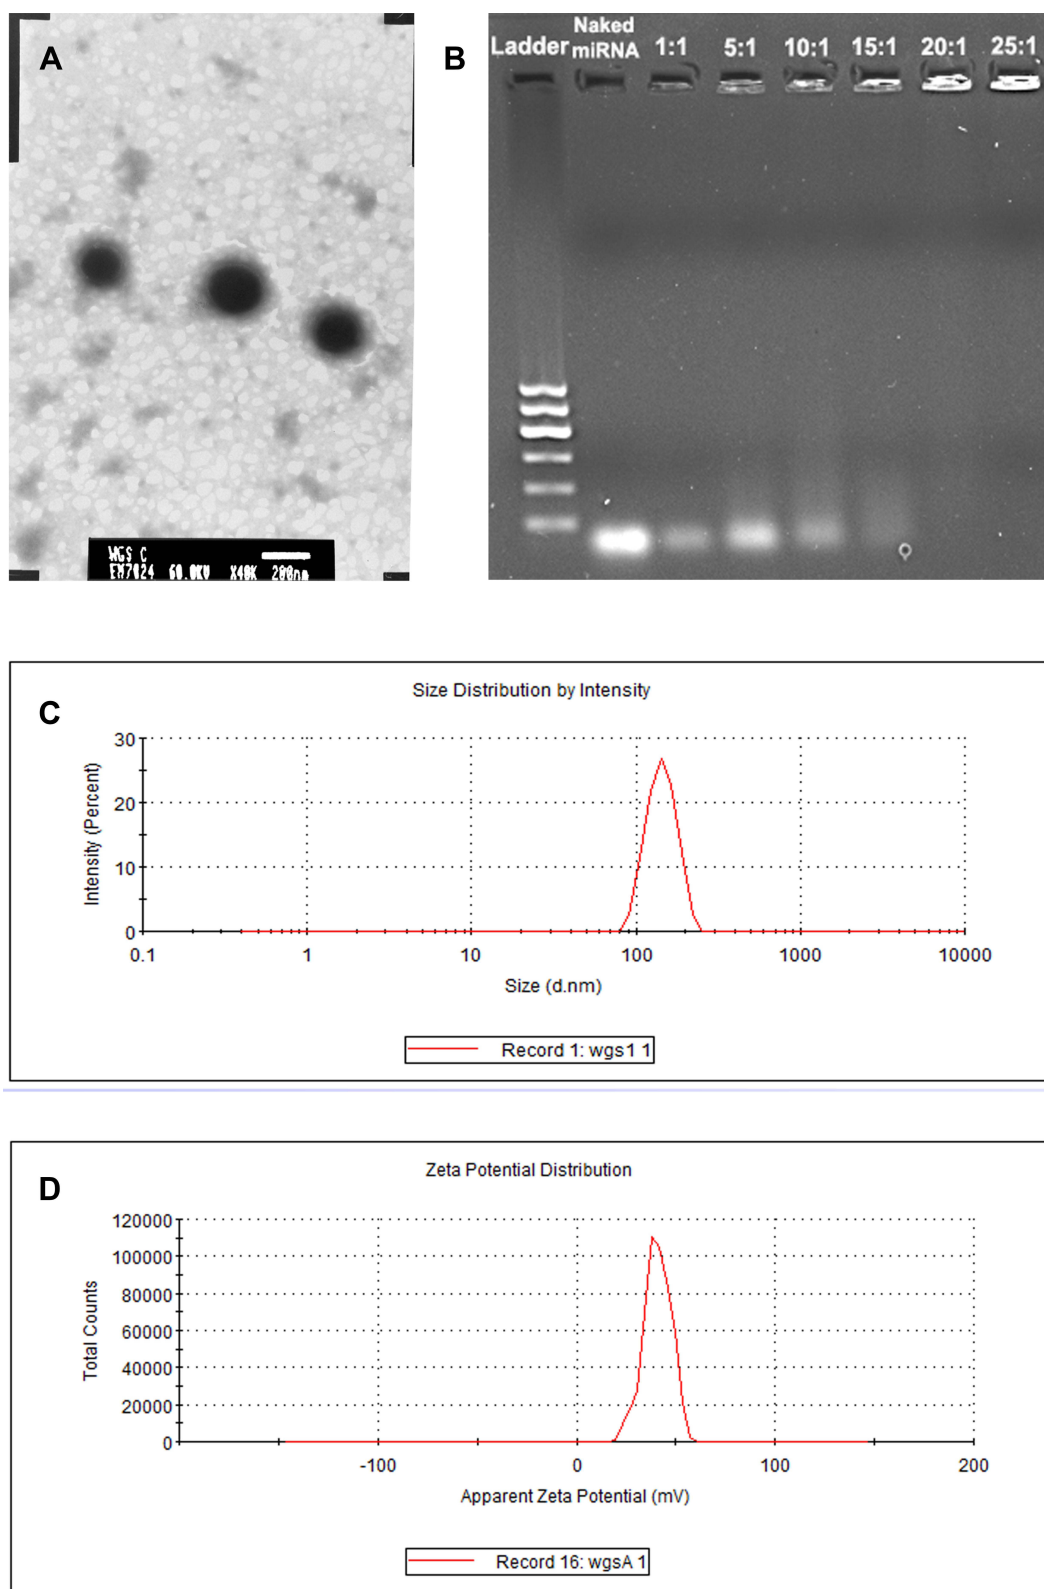 A
WGS C
EM7024 60.0KV X40K 200nm
B
Ladder Naked miRNA 1:1 5:1 10:1 15:1 20:1 25:1
C
Size Distribution by Intensity
Intensity (Percent)
30
20
10
0
0.1 1 10 100 1000 10000
Size (d.nm)
Record 1: wgs1 1
D
Zeta Potential Distribution
Total Counts
120000
100000
80000
60000
40000
20000
0
-100 0 100 200
Apparent Zeta Potential (mV)
Record 16: wgsA 1